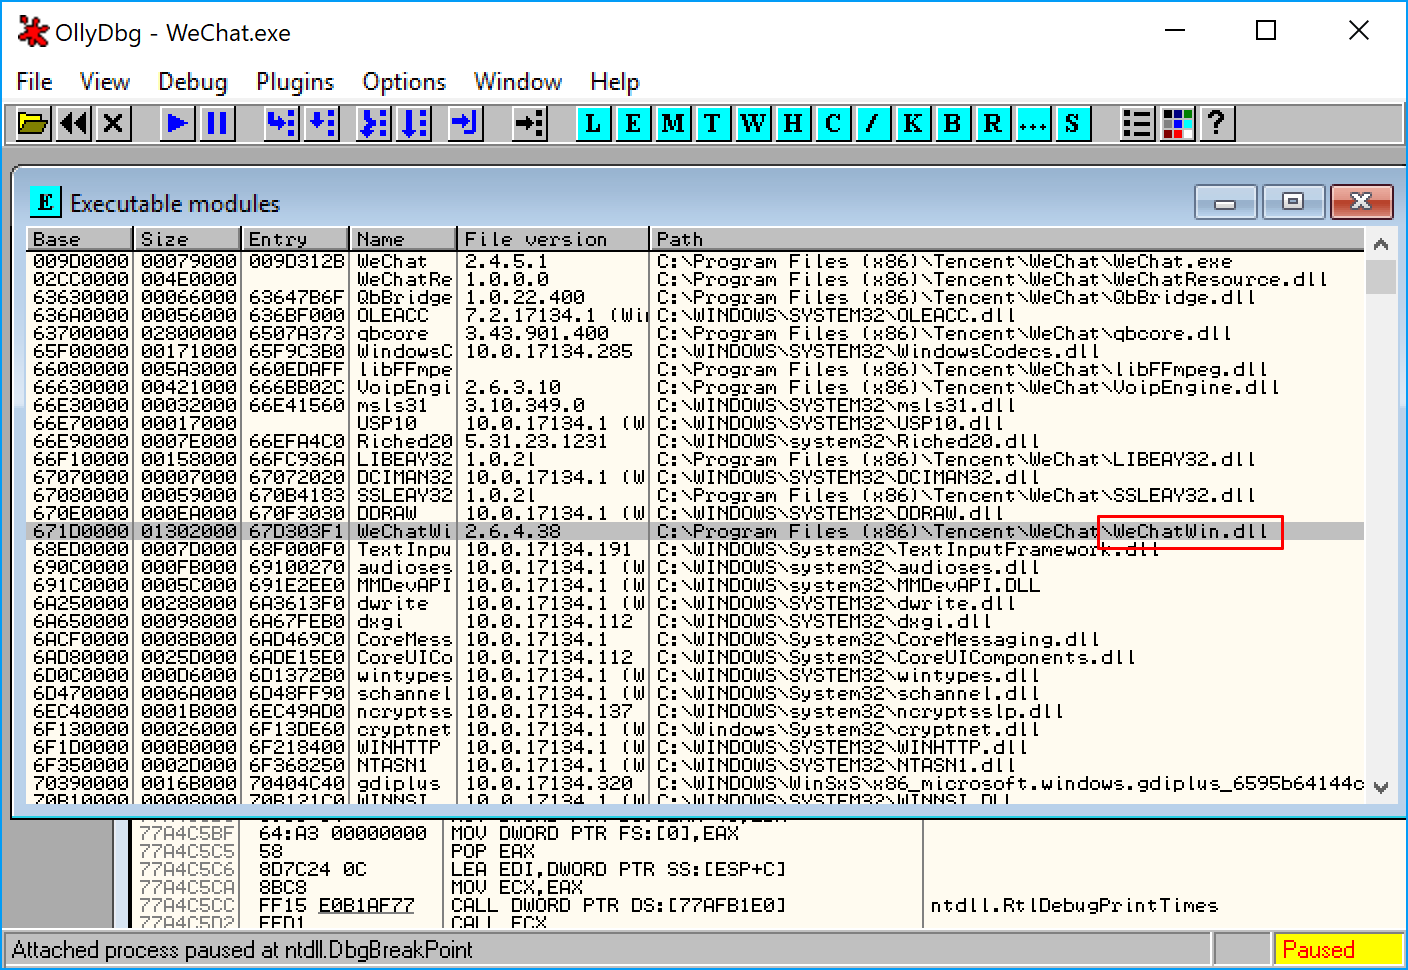 OllyDbg - WeChat.exe
File View Debug Plugins Options Window Help
L E M T W H C / K B R ... S ?
E Executable modules
Base Size Entry Name File version Path
009D0000 00079000 009D312B WeChat 2.4.5.1 C:\Program Files (x86)\Tencent\WeChat\WeChat.exe
02CC0000 004E0000 WeChatRe 1.0.0.0 C:\Program Files (x86)\Tencent\WeChat\WeChatResource.dll
63630000 00066000 63647B6F QbBridge 1.0.22.400 C:\Program Files (x86)\Tencent\WeChat\QbBridge.dll
636A0000 00056000 636BF000 OLEACC 7.2.17134.1 (Win C:\WINDOWS\SYSTEM32\OLEACC.dll
63700000 02800000 6507A373 qbcore 3.43.901.400 C:\Program Files (x86)\Tencent\WeChat\qbcore.dll
65F00000 00171000 65F9C3B0 WindowsC 10.0.17134.285 C:\WINDOWS\SYSTEM32\WindowsCodecs.dll
66080000 005A3000 660EDAFF libFFmpe C:\Program Files (x86)\Tencent\WeChat\libFFmpeg.dll
66630000 00421000 666BB02C VoipEngi 2.6.3.10 C:\Program Files (x86)\Tencent\WeChat\VoipEngine.dll
66E30000 00032000 66E41560 msls31 3.10.349.0 C:\WINDOWS\SYSTEM32\msls31.dll
66E70000 00017000 USP10 10.0.17134.1 (W C:\WINDOWS\SYSTEM32\USP10.dll
66E90000 0007E000 66EFA4C0 Riched20 5.31.23.1231 C:\WINDOWS\system32\Riched20.dll
66F10000 00158000 66FC936A LIBEAY32 1.0.2l C:\Program Files (x86)\Tencent\WeChat\LIBEAY32.dll
67070000 00007000 67072020 DCIMAN32 10.0.17134.1 (W C:\WINDOWS\SYSTEM32\DCIMAN32.dll
67080000 00059000 670B4183 SSLEAY32 1.0.2l C:\Program Files (x86)\Tencent\WeChat\SSLEAY32.dll
670E0000 000EA000 670F3030 DDRAW 10.0.17134.1 (W C:\WINDOWS\SYSTEM32\DDRAW.dll
671D0000 01302000 67D303F1 WeChatWi 2.6.4.38 C:\Program Files (x86)\Tencent\WeChat\WeChatWin.dll
68ED0000 0007D000 68F000F0 TextInpu 10.0.17134.191 C:\WINDOWS\System32\TextInputFramework.dll
690C0000 000FB000 69100270 audioses 10.0.17134.1 (W C:\WINDOWS\System32\audioses.dll
691C0000 0005C000 691E2EE0 MMDevAPI 10.0.17134.1 (W C:\WINDOWS\System32\MMDevAPI.DLL
6A250000 00288000 6A3613F0 dwrite 10.0.17134.1 (W C:\WINDOWS\SYSTEM32\dwrite.dll
6A650000 00098000 6A67FEB0 dxgi 10.0.17134.112 C:\WINDOWS\SYSTEM32\dxgi.dll
6ACF0000 0008B000 6AD469C0 CoreMess 10.0.17134.1 C:\WINDOWS\System32\CoreMessaging.dll
6AD80000 0025D000 6ADE15E0 CoreUICo 10.0.17134.112 C:\WINDOWS\System32\CoreUIComponents.dll
6D0C0000 000D6000 6D1372B0 wintypes 10.0.17134.1 (W C:\WINDOWS\SYSTEM32\wintypes.dll
6D470000 0006A000 6D48FF90 schannel 10.0.17134.1 (W C:\WINDOWS\System32\schannel.dll
6EC40000 0001B000 6EC49AD0 ncryptss 10.0.17134.137 C:\WINDOWS\system32\ncryptsslp.dll
6F130000 00026000 6F13DE60 cryptnet 10.0.17134.1 (W C:\Windows\System32\cryptnet.dll
6F1D0000 000B0000 6F218400 WINHTTP 10.0.17134.1 (W C:\WINDOWS\SYSTEM32\WINHTTP.dll
6F350000 0002D000 6F368250 NTASN1 10.0.17134.1 (W C:\WINDOWS\SYSTEM32\NTASN1.dll
70390000 0016B000 70404C40 gdiplus 10.0.17134.320 C:\WINDOWS\WinSxS\x86_microsoft.windows.gdiplus_6595b64144c
70B10000 00008000 70B121C0 WINNSI 10.0.17134.1 (W C:\WINDOWS\SYSTEM32\WINNSI.DLL
77A4C5BF 64:A3 00000000 MOV DWORD PTR FS:[0],EAX
77A4C5C5 58 POP EAX
77A4C5C6 8D7C24 0C LEA EDI,DWORD PTR SS:[ESP+C]
77A4C5CA 8BC8 MOV ECX,EAX
77A4C5CC FF15 E0B1AF77 CALL DWORD PTR DS:[77AFB1E0] ntdll.RtlDebugPrintTimes
77A4C5D2 FFD1 CALL ECX
Attached process paused at ntdll.DbgBreakPoint Paused